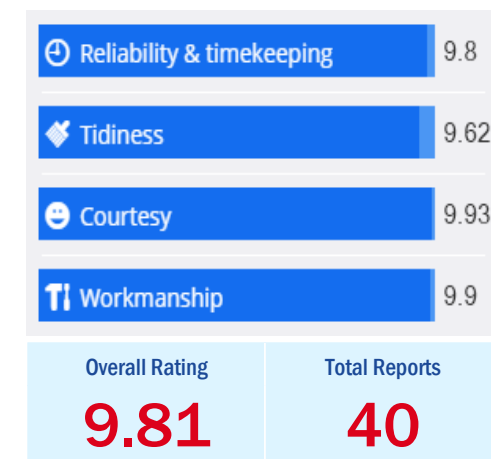 Reliability & timekeeping 9.8
Tidiness 9.62
Courtesy 9.93
Workmanship 9.9
Overall Rating Total Reports
9.81 40